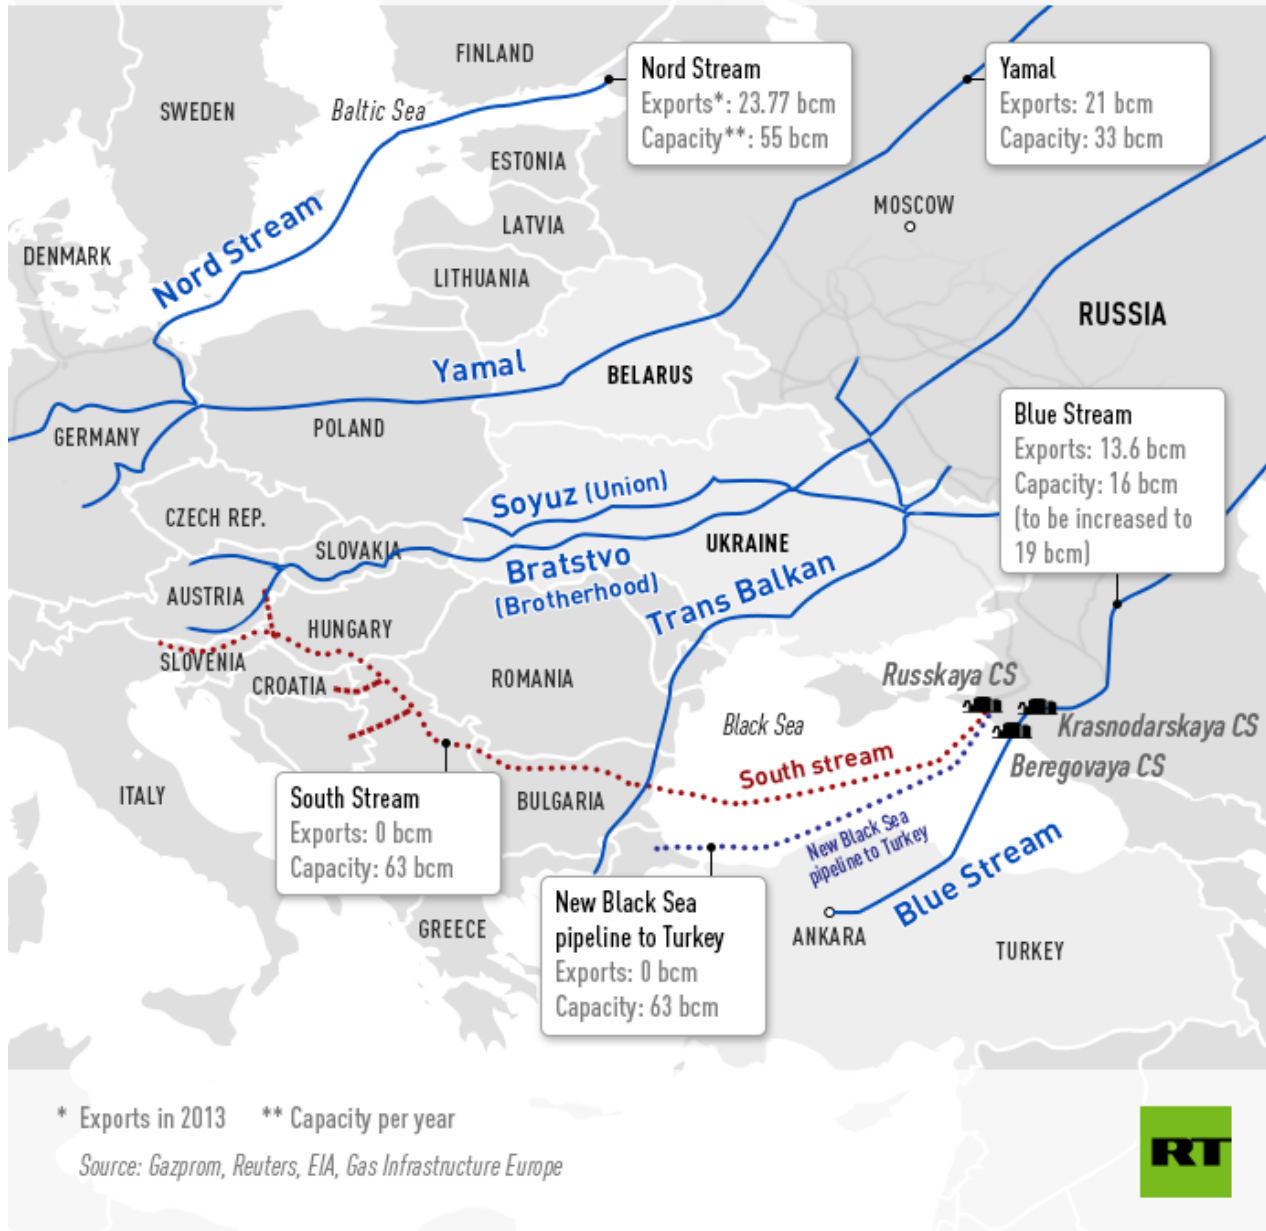 FINLAND
Nord Stream
Exports*: 23.77 bcm
Capacity**: 55 bcm
Yamal
Exports: 21 bcm
Capacity: 33 bcm
SWEDEN
Baltic Sea
ESTONIA
MOSCOW
LATVIA
DENMARK
Nord Stream
LITHUANIA
RUSSIA
Yamal
BELARUS
Blue Stream
Exports: 13.6 bcm
Capacity: 16 bcm
(to be increased to
19 bcm)
GERMANY
POLAND
Soyuz (Union)
CZECH REP.
SLOVAKIA
UKRAINE
Bratstvo
(Brotherhood)
Trans Balkan
AUSTRIA
HUNGARY
SLOVENIA
CROATIA
ROMANIA
Russkaya CS
Black Sea
Krasnodarskaya CS
Beregovaya CS
South stream
ITALY
South Stream
Exports: 0 bcm
Capacity: 63 bcm
BULGARIA
New Black Sea
pipeline to Turkey
Blue Stream
New Black Sea
pipeline to Turkey
Exports: 0 bcm
Capacity: 63 bcm
GREECE
ANKARA
TURKEY
* Exports in 2013 ** Capacity per year
Source: Gazprom, Reuters, EIA, Gas Infrastructure Europe
RT